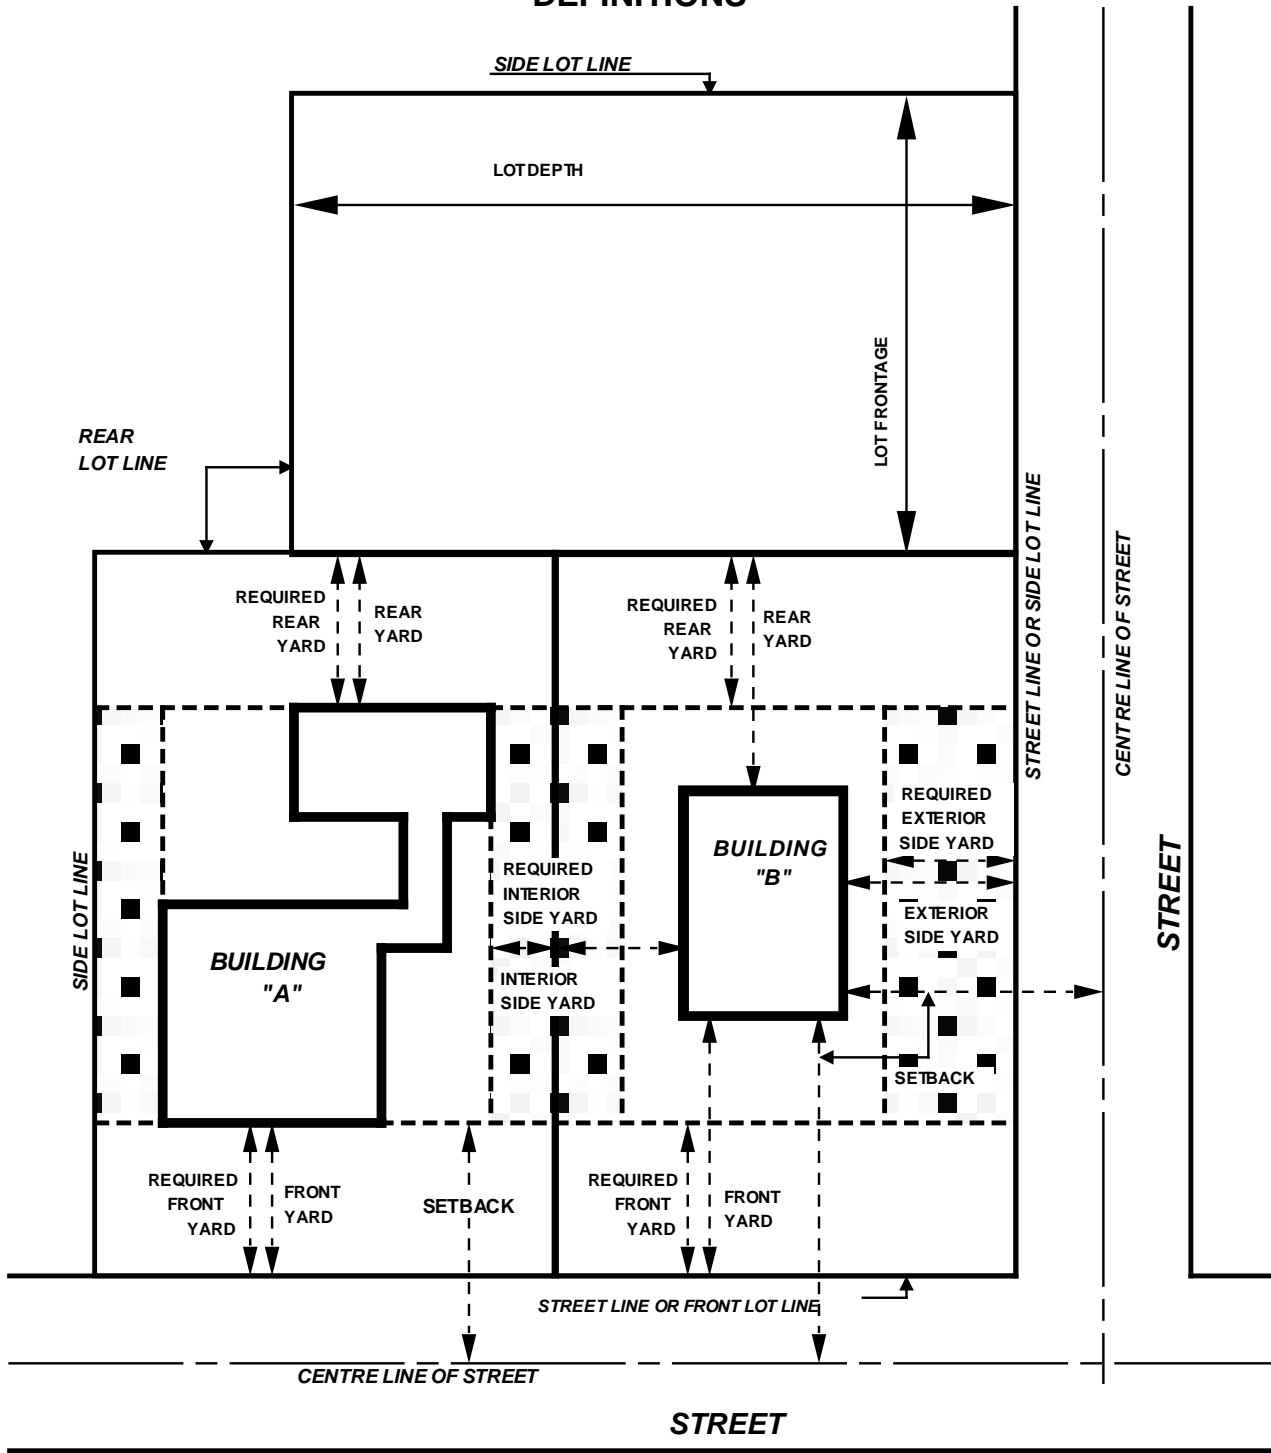 DEFINITIONS
SIDE LOT LINE
LOT DEPTH
LOT FRONTAGE
REAR
LOT LINE
STREET LINE OR SIDE LOT LINE
CENTRE LINE OF STREET
STREET
REQUIRED
REAR
YARD
REAR
YARD
REQUIRED
REAR
YARD
REAR
YARD
SIDE LOT LINE
BUILDING
"A"
REQUIRED
INTERIOR
SIDE YARD
INTERIOR
SIDE YARD
BUILDING
"B"
REQUIRED
EXTERIOR
SIDE YARD
EXTERIOR
SIDE YARD
SETBACK
REQUIRED
FRONT
YARD
FRONT
YARD
SETBACK
REQUIRED
FRONT
YARD
FRONT
YARD
STREET LINE OR FRONT LOT LINE
CENTRE LINE OF STREET
STREET